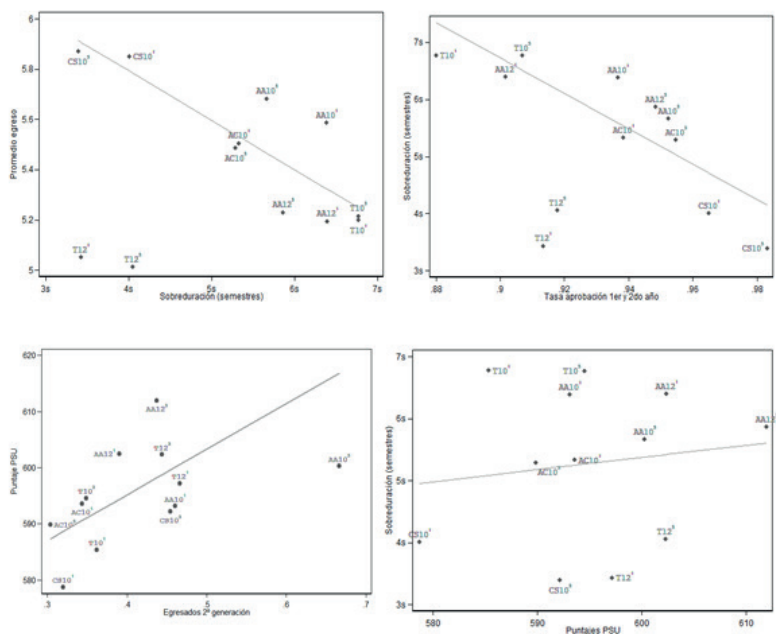 6
5.8
5.6
5.4
5.2
5
Promedio egreso
CS10
CS10
AA10
AA10
AC10
AC10
AA12
AA12
T10
T10
T12
T12
3s
4s
5s
6s
7s
Sobreduración (semestres)
7s
6s
5s
4s
3s
Sobreduración (semestres)
T10
T10
AA12
AA10
AA12
AA10
AC10
AC10
T12
CS10
T12
CS10
.88
.9
.92
.94
.96
.98
Tasa aprobación 1er y 2do año
620
610
600
590
580
Puntaje PSU
AA12
AA12
T12
AA10
T12
T10
AC10
AA10
CS10
AC10
T10
CS10
.3
.4
.5
.6
.7
Egresados 2ª generación
7s
6s
5s
4s
3s
Sobreduración (semestres)
T10
T10
AA10
AA12
AA10
AA12
AC10
AC10
CS10
T12
CS10
T12
580
590
600
610
Puntajes PSU